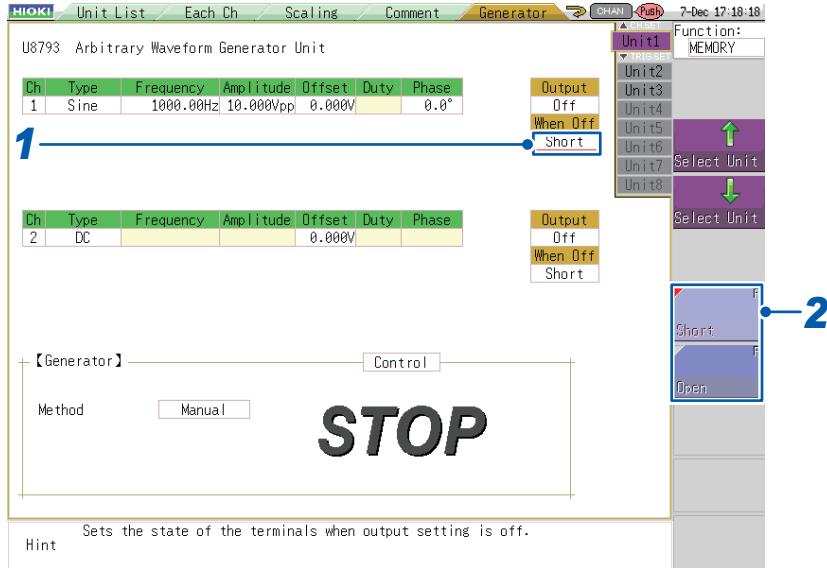 HIOKI Unit List Each Ch Scaling Comment Generator CHAN Push 7-Dec 17:18:18
▲ CH SET
Unit1
▼ TRIG SET
Unit2
Unit3
Unit4
Unit5
Unit6
Unit7
Unit8
Function:
MEMORY
Select Unit
Select Unit
U8793 Arbitrary Waveform Generator Unit
Ch Type Frequency Amplitude Offset Duty Phase
1 Sine 1000.00Hz 10.000Vpp 0.000V 0.0°
Output
Off
When Off
Short
1
Ch Type Frequency Amplitude Offset Duty Phase
2 DC 0.000V
Output
Off
When Off
Short
F
Short
F
Open
2
【Generator】 Control
Method Manual
STOP
Hint Sets the state of the terminals when output setting is off.